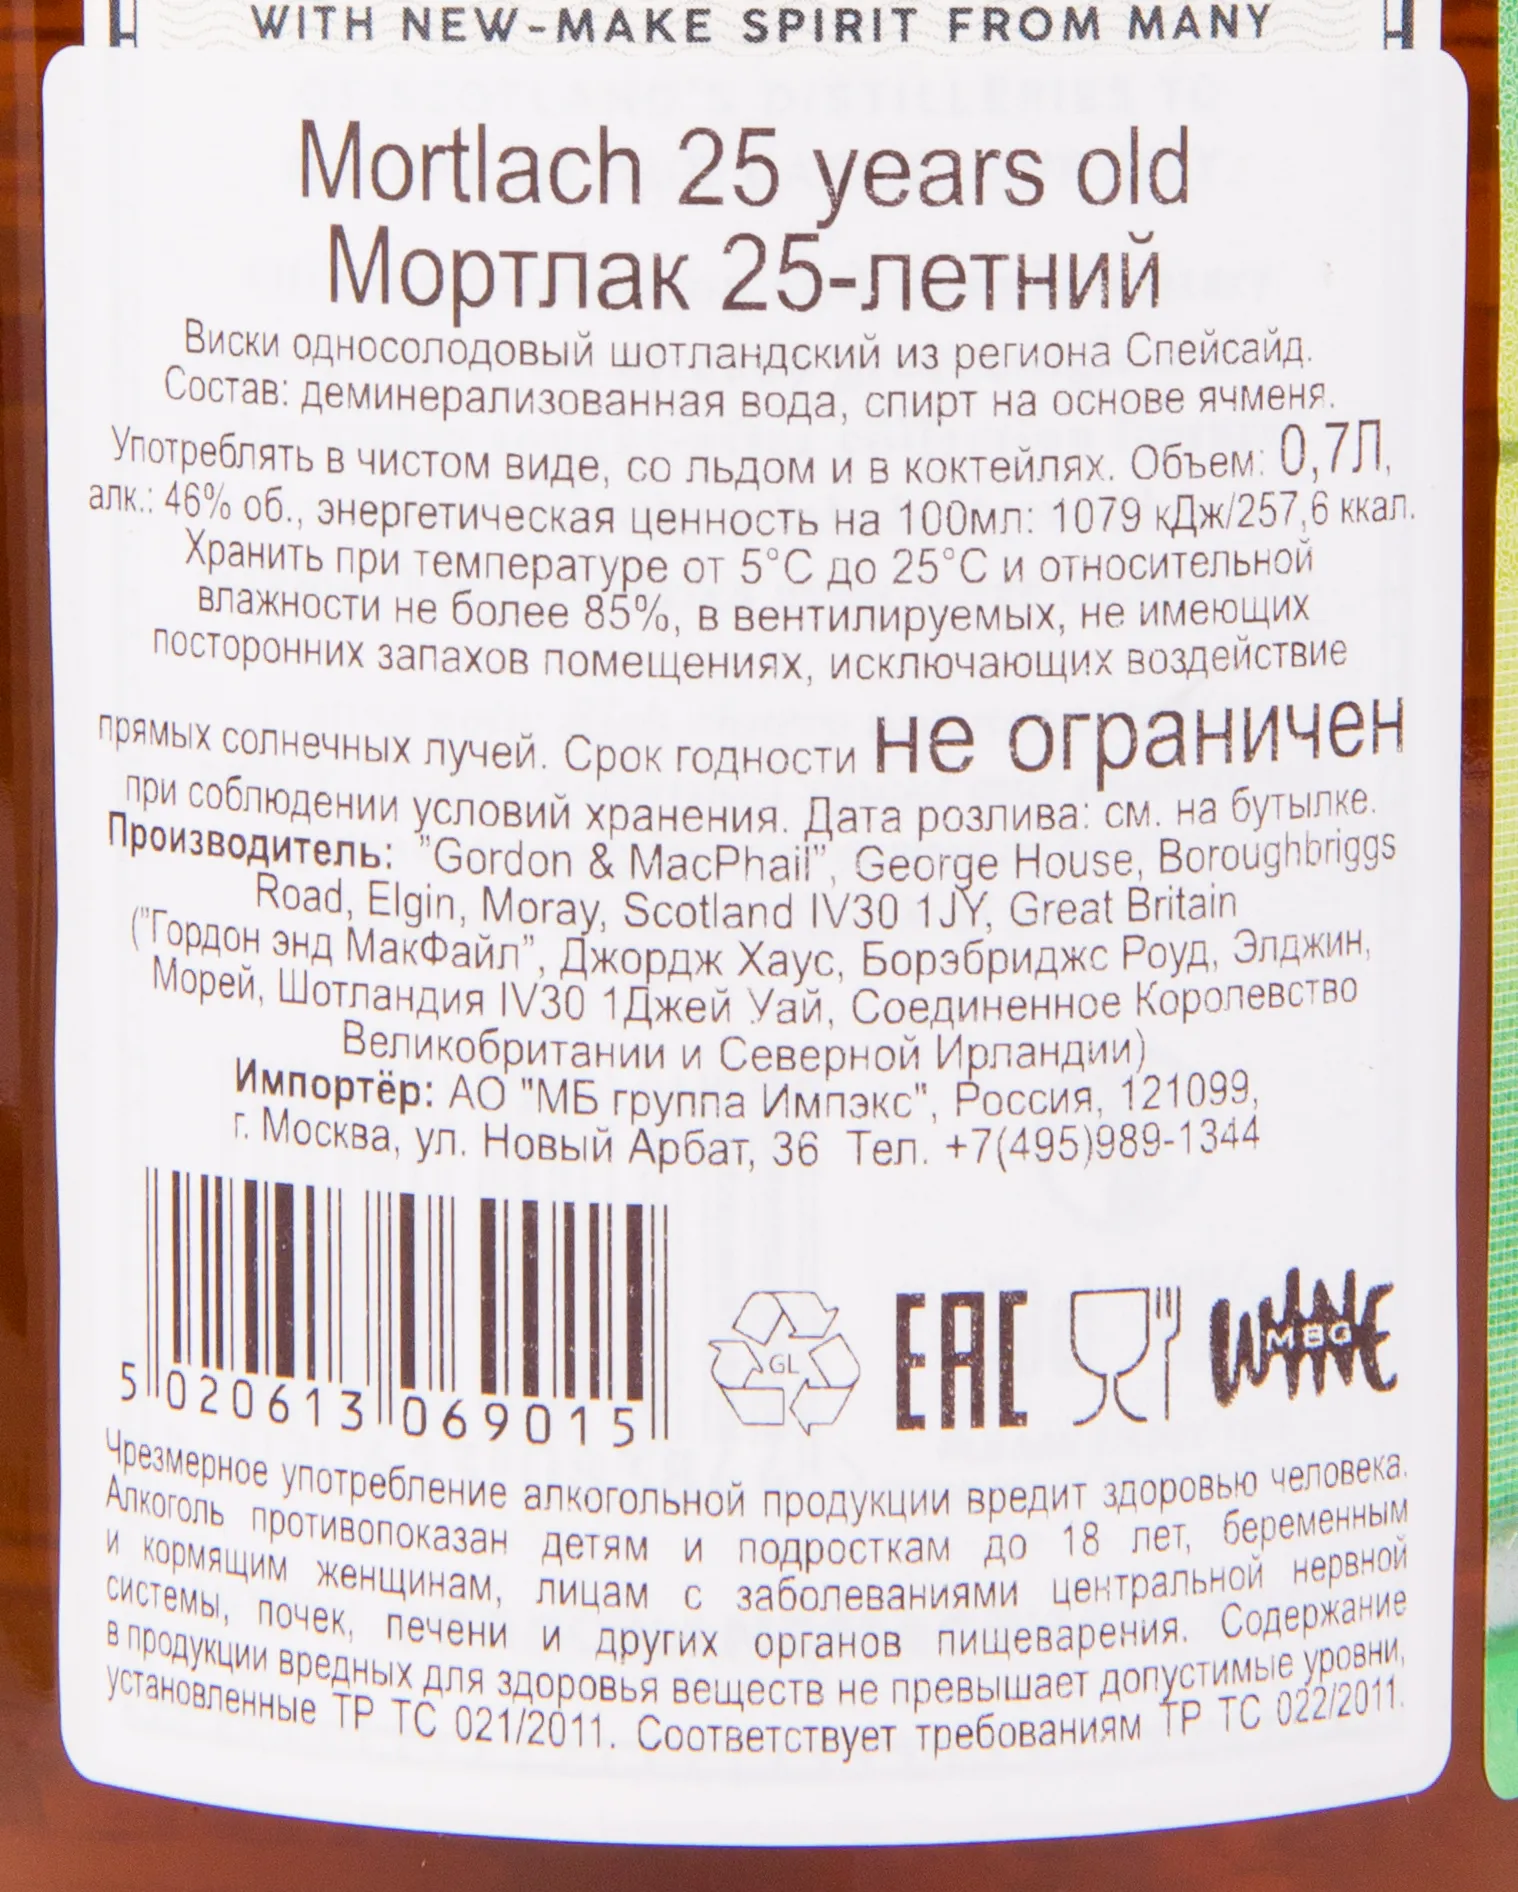 WITH NEW-MAKE SPIRIT FROM MANY
Mortlach 25 years old
Мортлак 25-летний
Виски односолодовый шотландский из региона Спейсайд.
Состав: деминерализованная вода, спирт на основе ячменя.
Употреблять в чистом виде, со льдом и в коктейлях. Объем: 0,7Л,
алк.: 46% об., энергетическая ценность на 100мл: 1079 кДж/257,6 ккал.
Хранить при температуре от 5°С до 25°С и относительной
влажности не более 85%, в вентилируемых, не имеющих
посторонних запахов помещениях, исключающих воздействие
прямых солнечных лучей. Срок годности не ограничен
при соблюдении условий хранения. Дата розлива: см. на бутылке.
Производитель: "Gordon & MacPhail", George House, Boroughbriggs
Road, Elgin, Moray, Scotland IV30 1JY, Great Britain
("Гордон энд МакФайл", Джордж Хаус, Борэбриджс Роуд, Элджин,
Морей, Шотландия IV30 1Джей Уай, Соединенное Королевство
Великобритании и Северной Ирландии)
Импортёр: АО "МБ группа Импэкс", Россия, 121099,
г. Москва, ул. Новый Арбат, 36 Тел. +7(495)989-1344
5 020613 069015
GL
EAC
WINE
MBG
Чрезмерное употребление алкогольной продукции вредит здоровью человека.
Алкоголь противопоказан детям и подросткам до 18 лет, беременным
и кормящим женщинам, лицам с заболеваниями центральной нервной
системы, почек, печени и других органов пищеварения. Содержание
в продукции вредных для здоровья веществ не превышает допустимые уровни,
установленные ТР ТС 021/2011. Соответствует требованиям ТР ТС 022/2011.